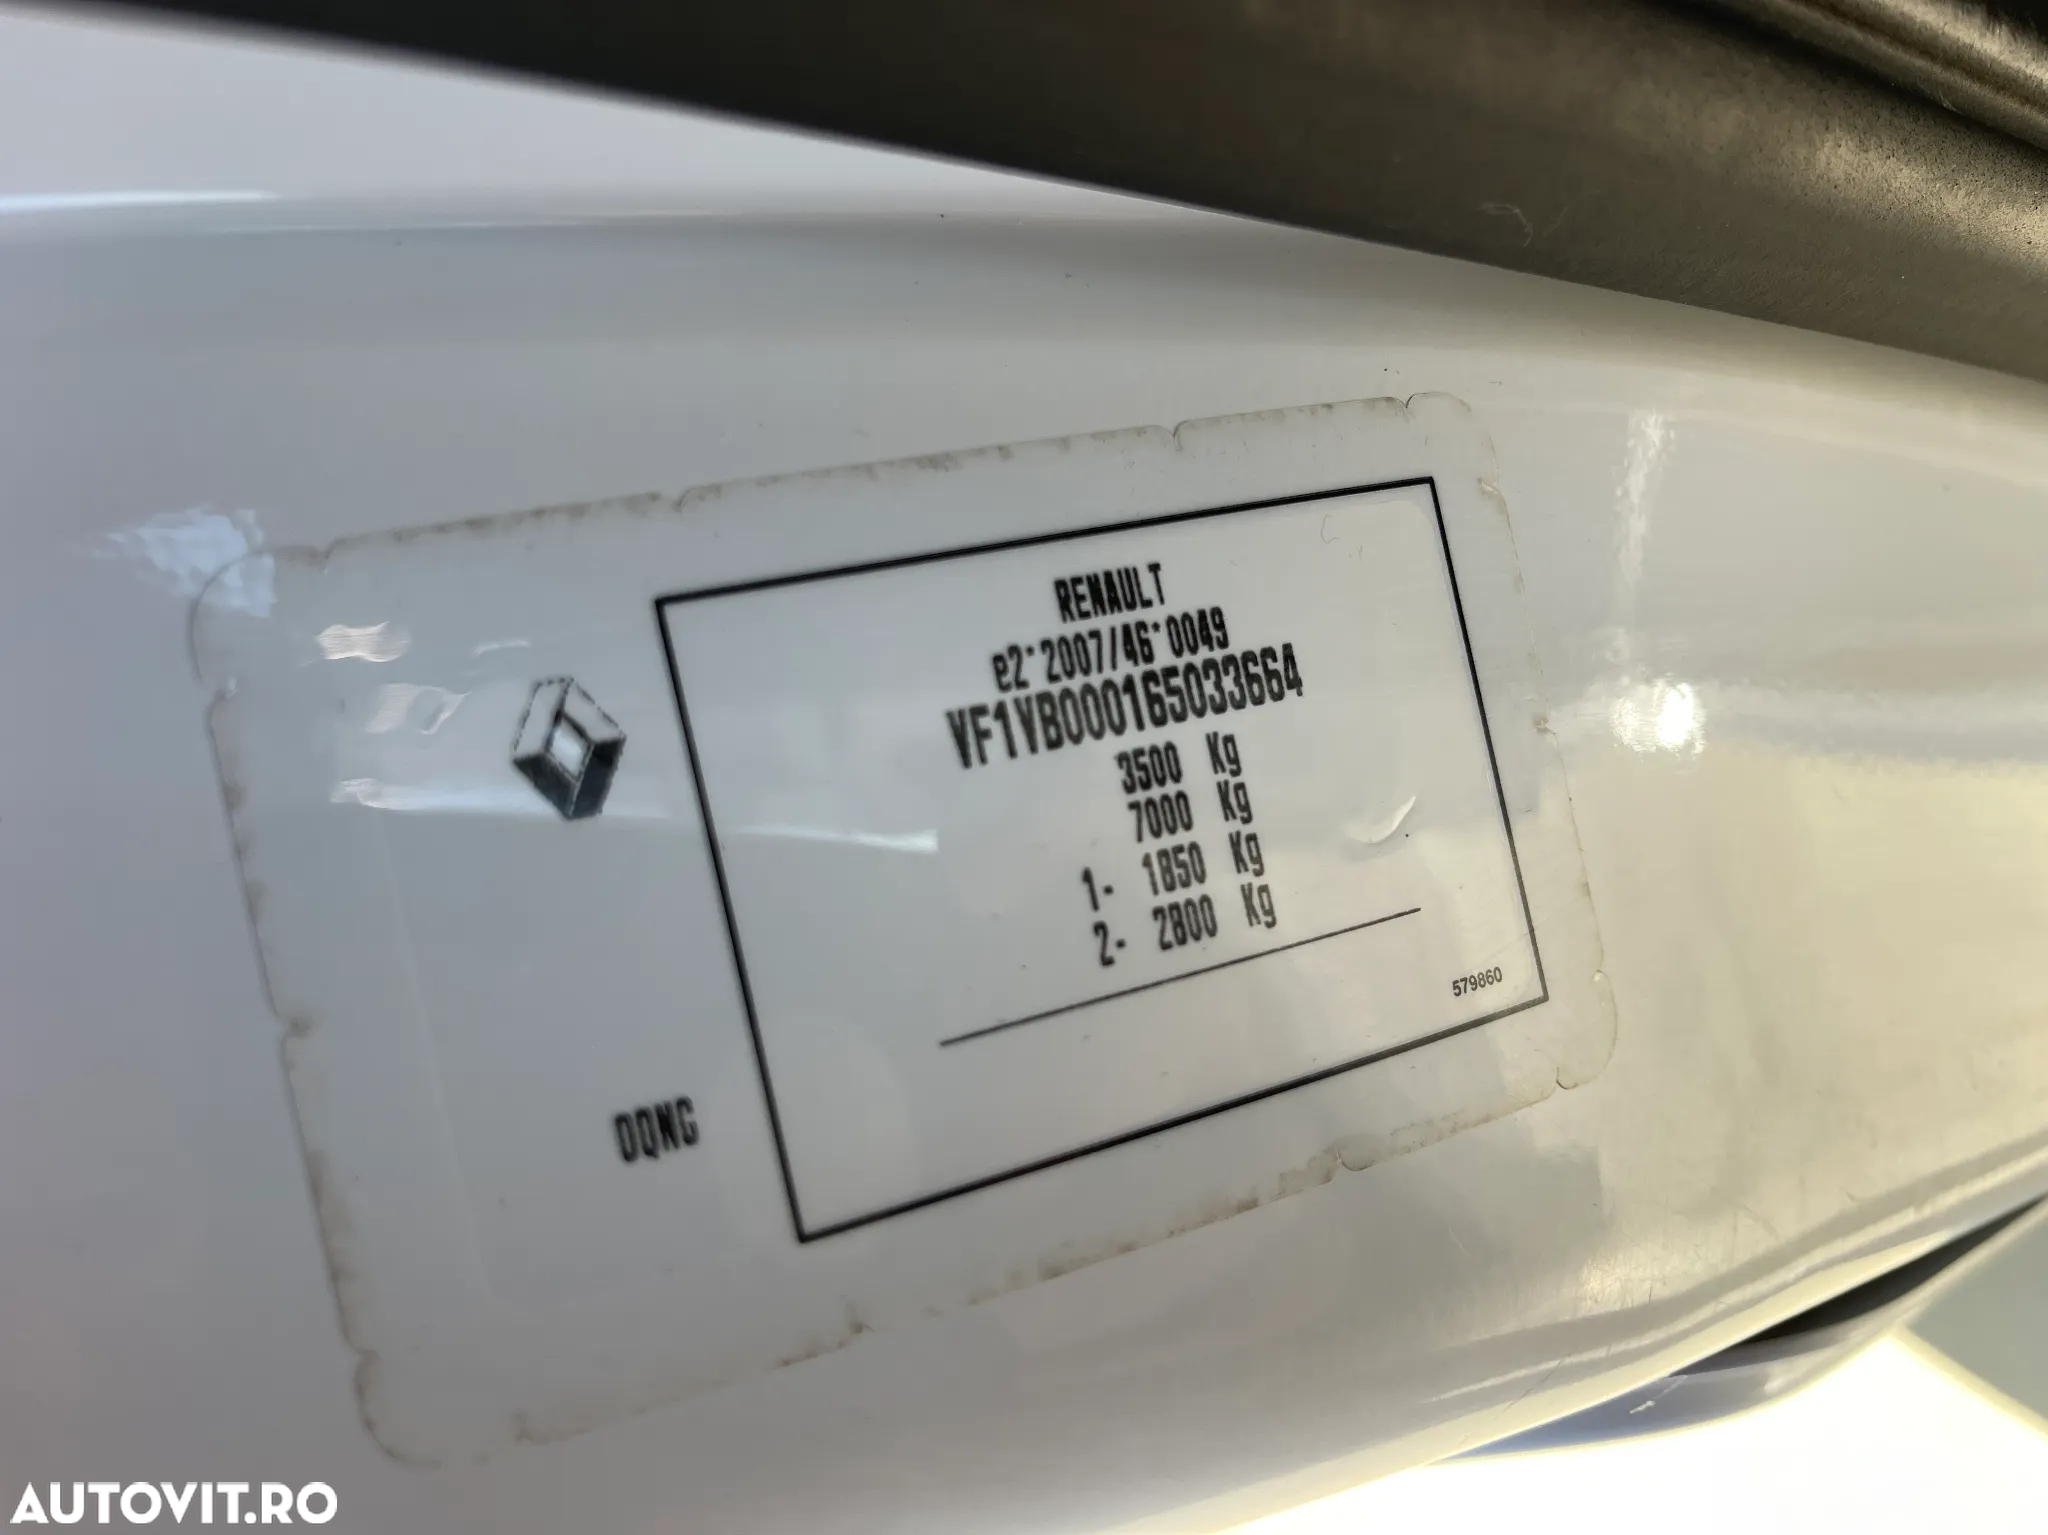 RENAULT
e2*2007/46*0049
VF1VB000165033664
3500 Kg
7000 Kg
1- 1850 Kg
2- 2800 Kg
579860
OQNG
AUTOVIT.RO